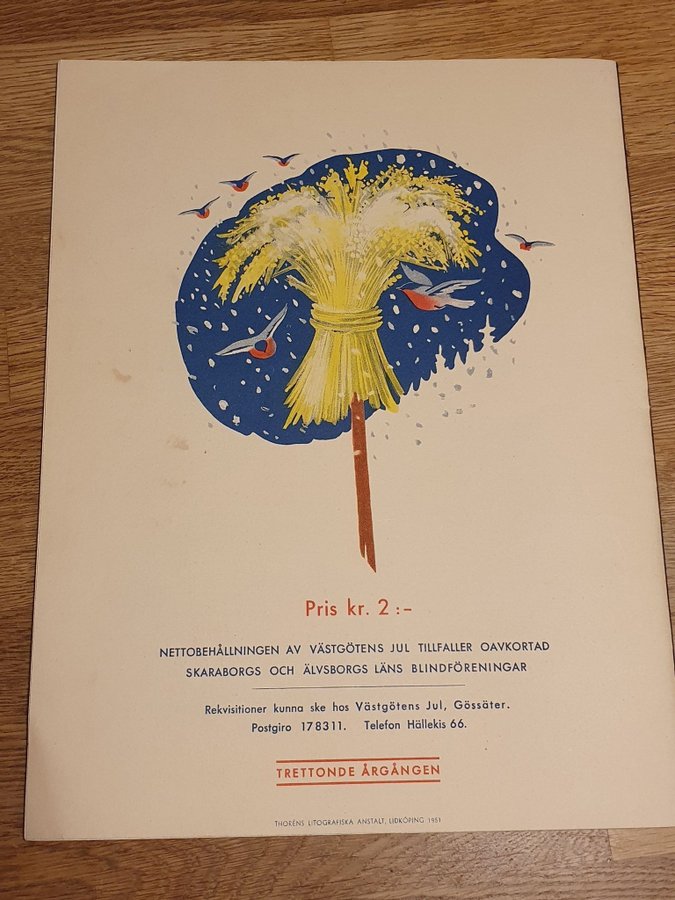 Pris kr. 2:-
NETTOBEHÅLLNINGEN AV VÄSTGÖTENS JUL TILLFALLER OAVKORTAD
SKARABORGS OCH ÄLVSBORGS LÄNS BLINDFÖRENINGAR
Rekvisitioner kunna ske hos Västgötens Jul, Gössäter.
Postgiro 178311. Telefon Hällekis 66.
TRETTONDE ÅRGÅNGEN
THORÉNS LITOGRAFISKA ANSTALT, LIDKÖPING 1951